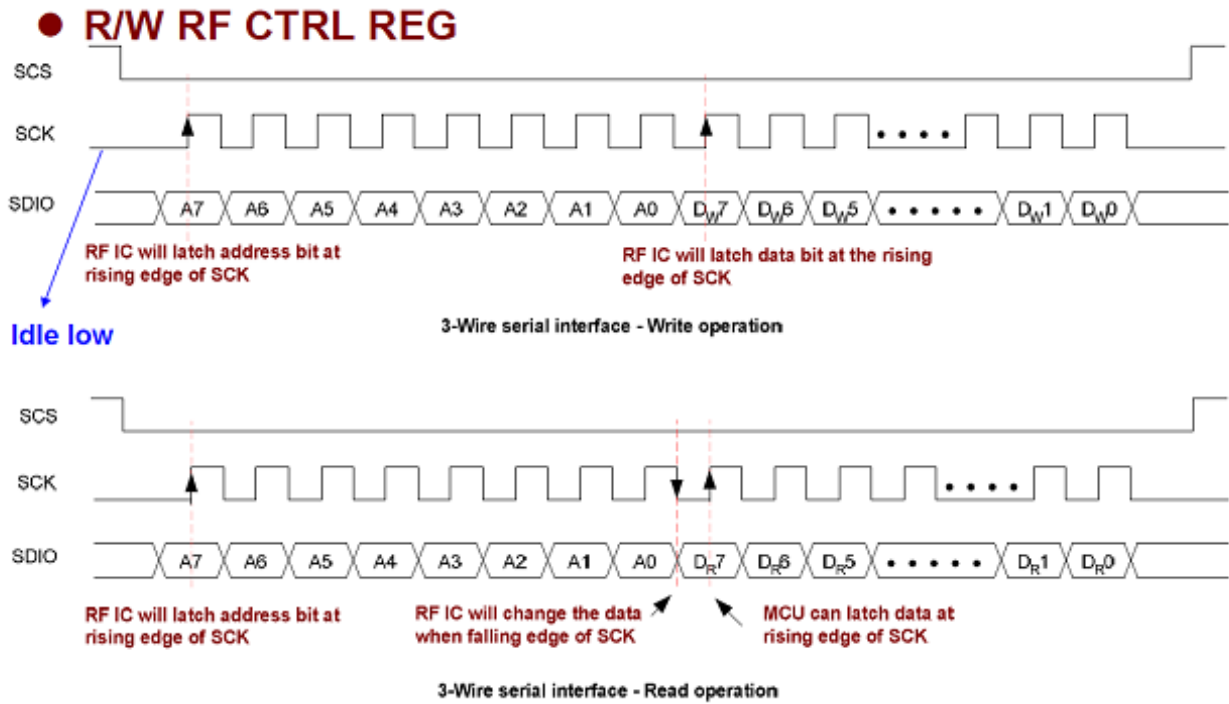 ● R/W RF CTRL REG
SCS
SCK
SDIO A7 A6 A5 A4 A3 A2 A1 A0 DW7 DW6 DW5 • • • • • DW1 DW0
RF IC will latch address bit at
rising edge of SCK
RF IC will latch data bit at the rising
edge of SCK
Idle low
3-Wire serial interface - Write operation
SCS
SCK
SDIO A7 A6 A5 A4 A3 A2 A1 A0 DR7 DR6 DR5 • • • • • DR1 DR0
RF IC will latch address bit at
rising edge of SCK
RF IC will change the data
when falling edge of SCK
MCU can latch data at
rising edge of SCK
3-Wire serial interface - Read operation